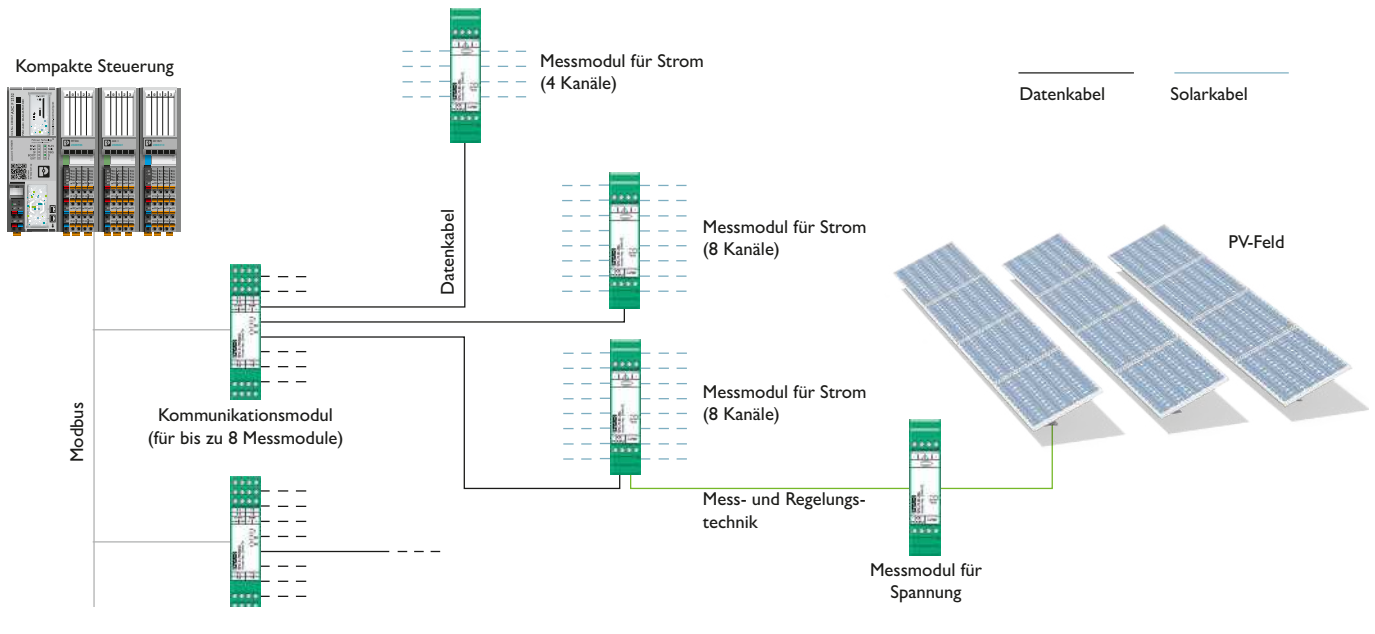 Kompakte Steuerung
Messmodul für Strom
(4 Kanäle)
Datenkabel
Solarkabel
Datenkabel
Messmodul für Strom
(8 Kanäle)
PV-Feld
Messmodul für Strom
(8 Kanäle)
Kommunikationsmodul
(für bis zu 8 Messmodule)
Modbus
Mess- und Regelungs-
technik
Messmodul für
Spannung